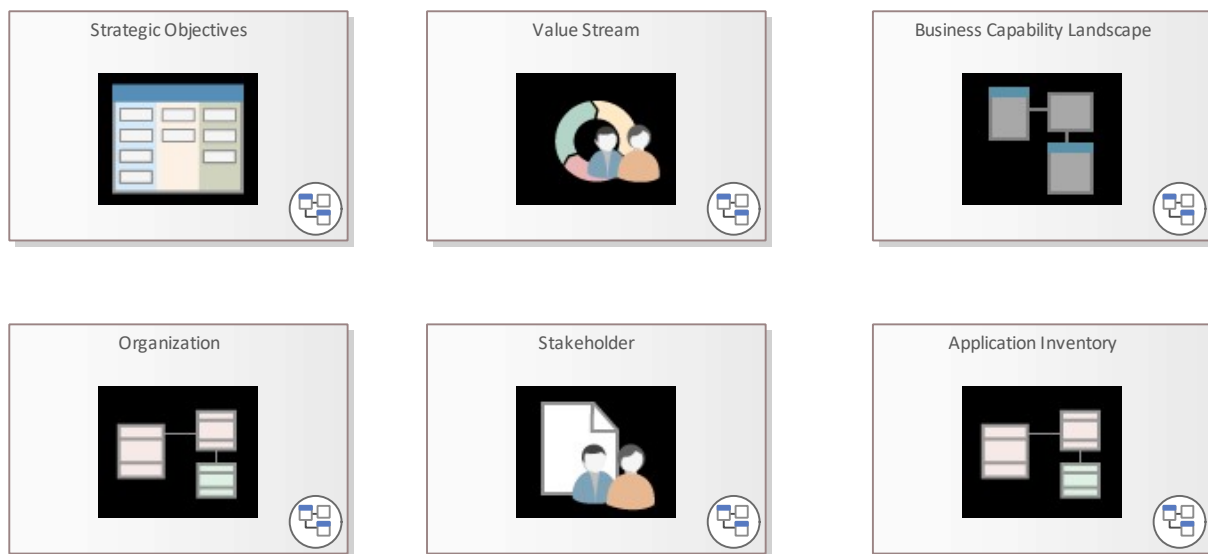 Strategic Objectives
Value Stream
Business Capability Landscape
Organization
Stakeholder
Application Inventory